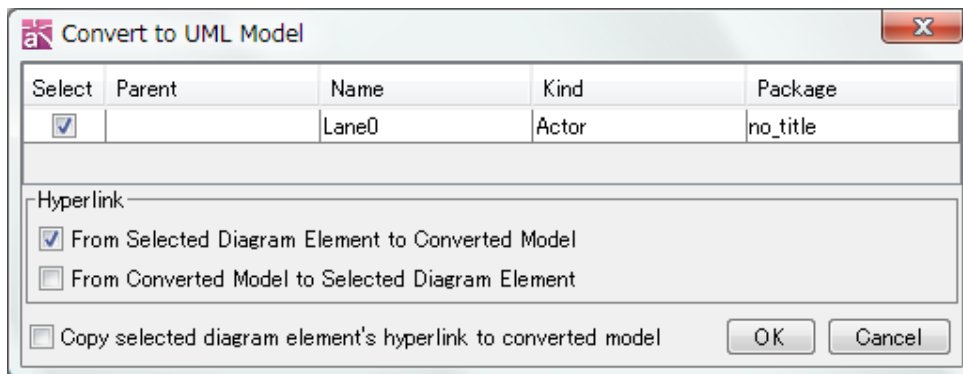 Convert to UML Model
Select Parent Name Kind Package
Lane0 Actor no_title
Hyperlink
From Selected Diagram Element to Converted Model
From Converted Model to Selected Diagram Element
Copy selected diagram element's hyperlink to converted model OK Cancel